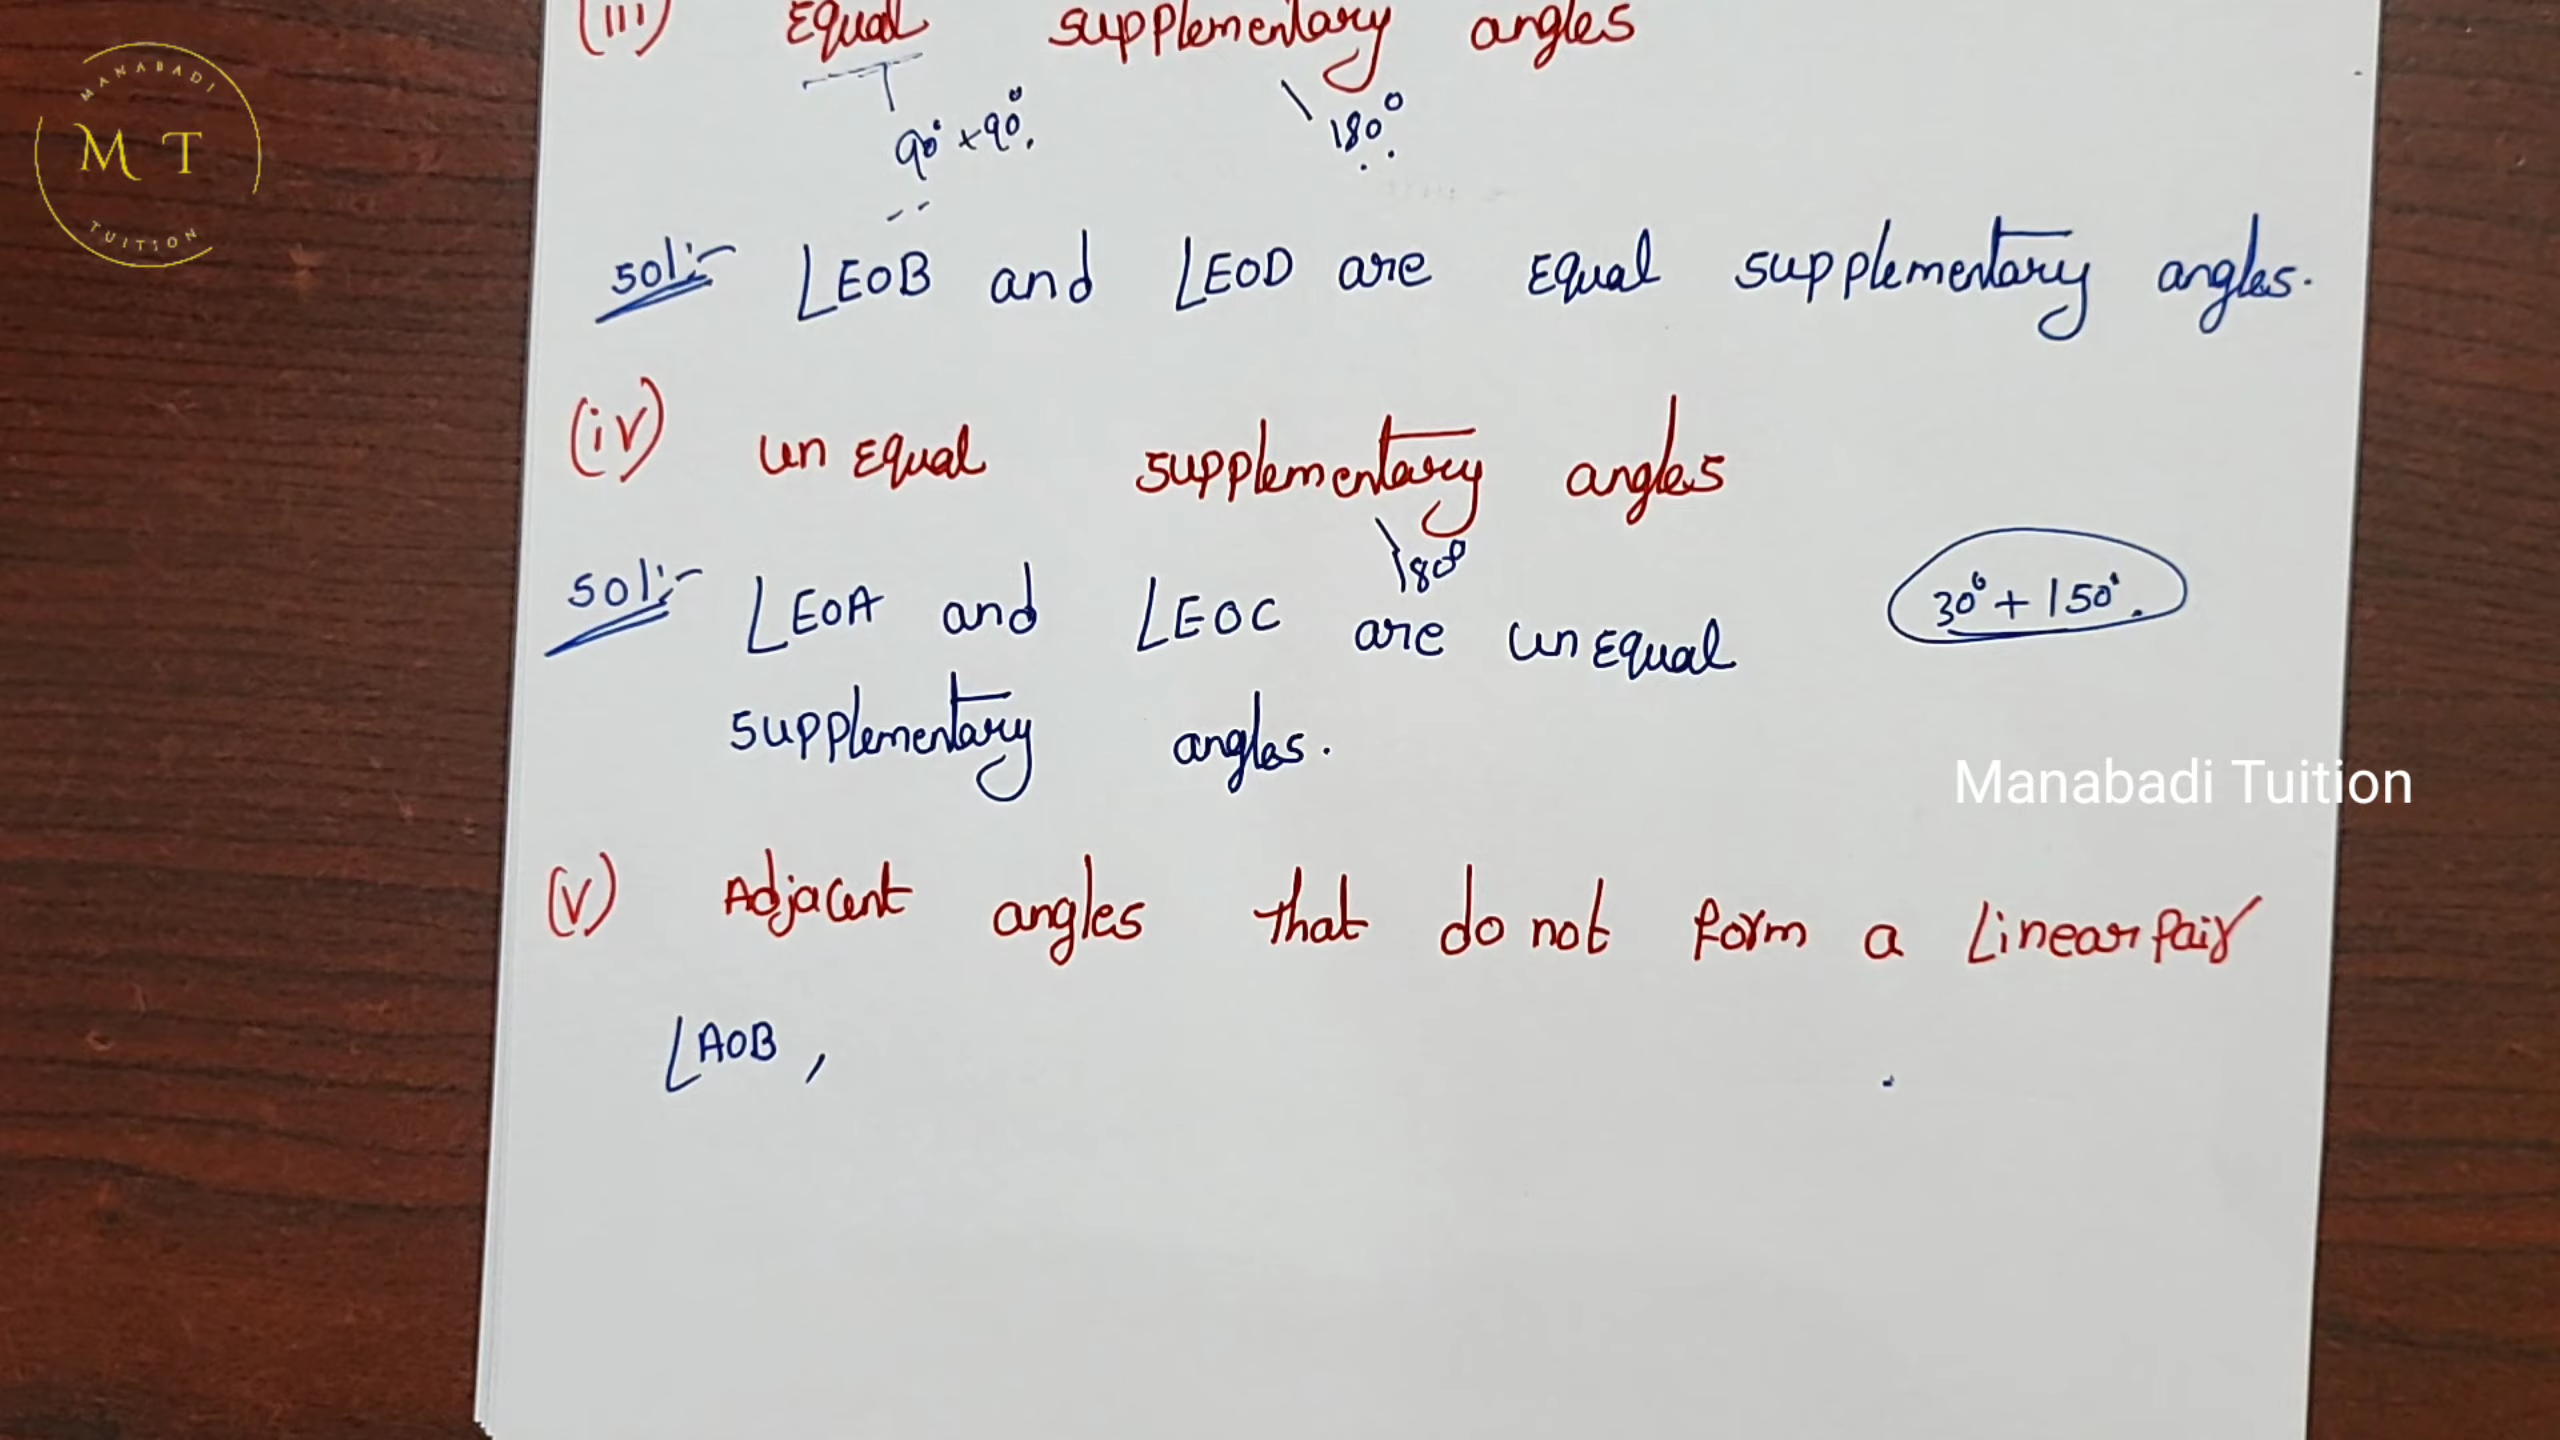 MANABADI
M T
TUITION
(iii) Equal supplementary angles
90° + 90°.
180°
Sol:- ∠EOB and ∠EOD are Equal supplementary angles.
(iv) un Equal supplementary angles
180°
Sol:- ∠EOA and ∠EOC are un Equal
30° + 150°.
supplementary angles.
Manabadi Tuition
(v) Adjacent angles that do not form a Linear Pair
∠AOB ,